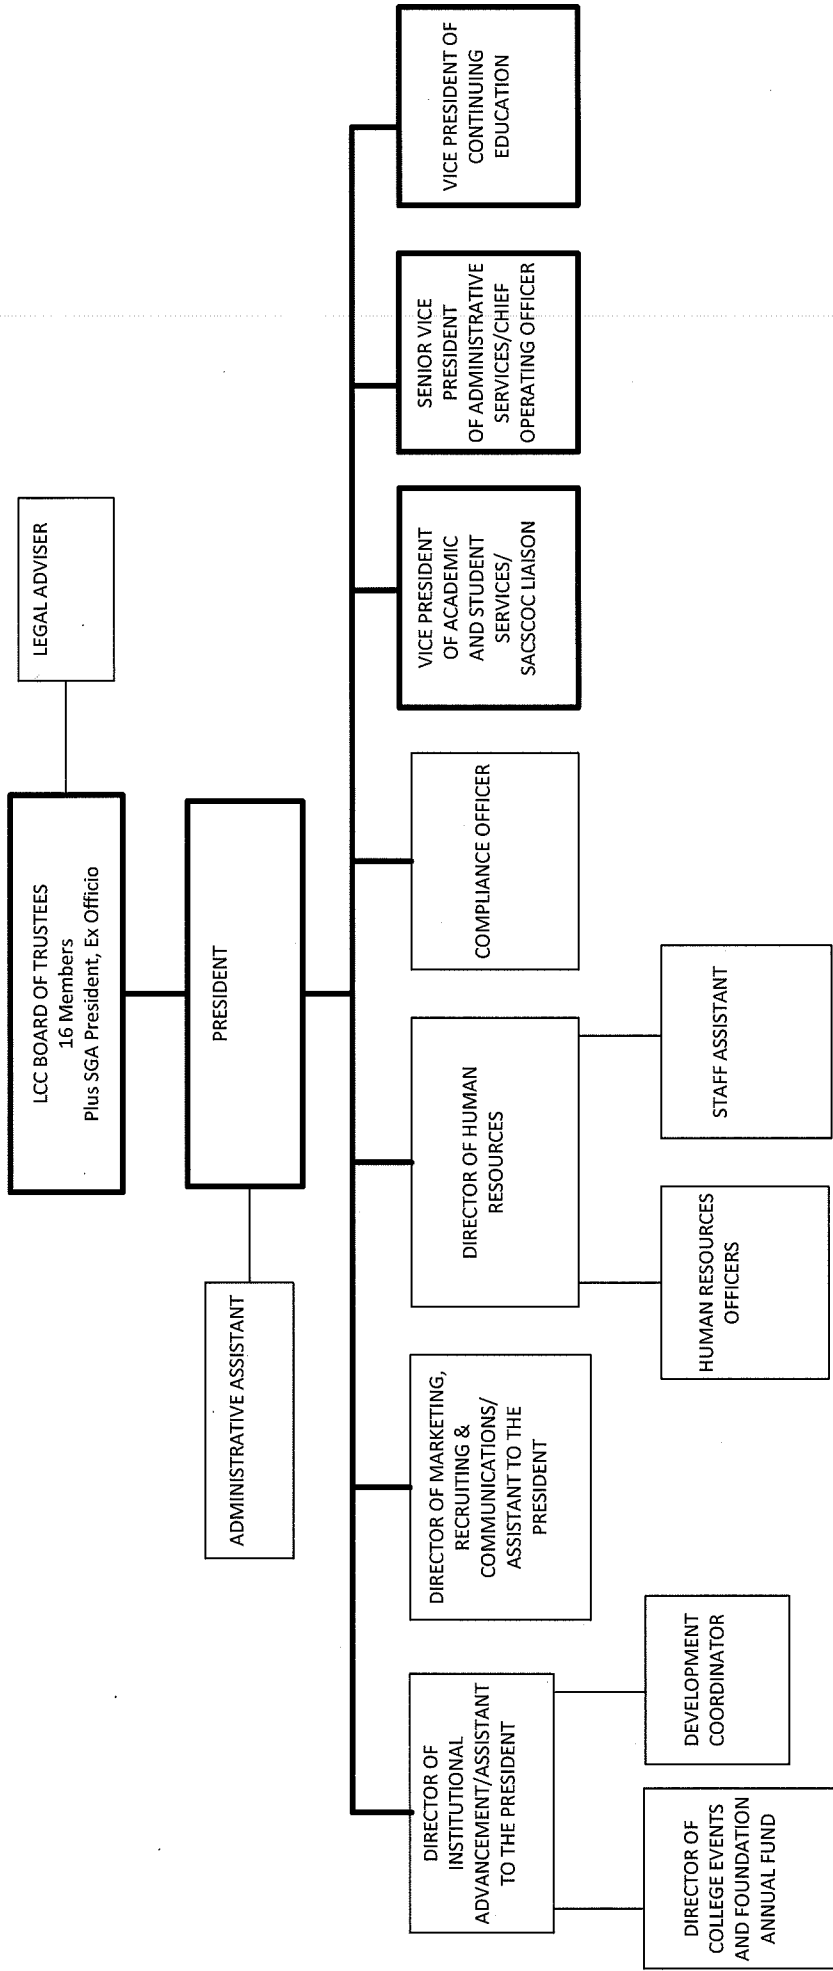 LCC BOARD OF TRUSTEES
16 Members
Plus SGA President, Ex Officio
LEGAL ADVISER
PRESIDENT
ADMINISTRATIVE ASSISTANT
DIRECTOR OF
INSTITUTIONAL
ADVANCEMENT/ASSISTANT
TO THE PRESIDENT
DIRECTOR OF MARKETING,
RECRUITING &
COMMUNICATIONS/
ASSISTANT TO THE
PRESIDENT
DIRECTOR OF HUMAN
RESOURCES
COMPLIANCE OFFICER
VICE PRESIDENT
OF ACADEMIC
AND STUDENT
SERVICES/
SACSCOC LIAISON
SENIOR VICE
PRESIDENT
OF ADMINISTRATIVE
SERVICES/CHIEF
OPERATING OFFICER
VICE PRESIDENT OF
CONTINUING
EDUCATION
DIRECTOR OF
COLLEGE EVENTS
AND FOUNDATION
ANNUAL FUND
DEVELOPMENT
COORDINATOR
HUMAN RESOURCES
OFFICERS
STAFF ASSISTANT